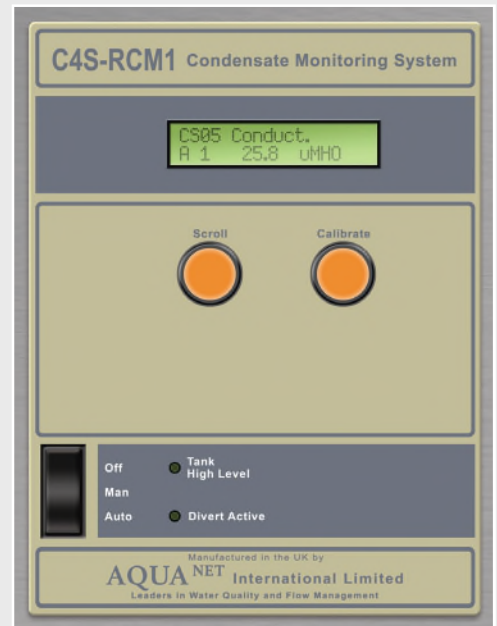 C4S-RCM1 Condensate Monitoring System
CS05 Conduct.
A 1 25.8 uMHO
Scroll Calibrate
Off
Tank
High Level
Man
Auto
Divert Active
Manufactured in the UK by
AQUA NET International Limited
Leaders in Water Quality and Flow Management